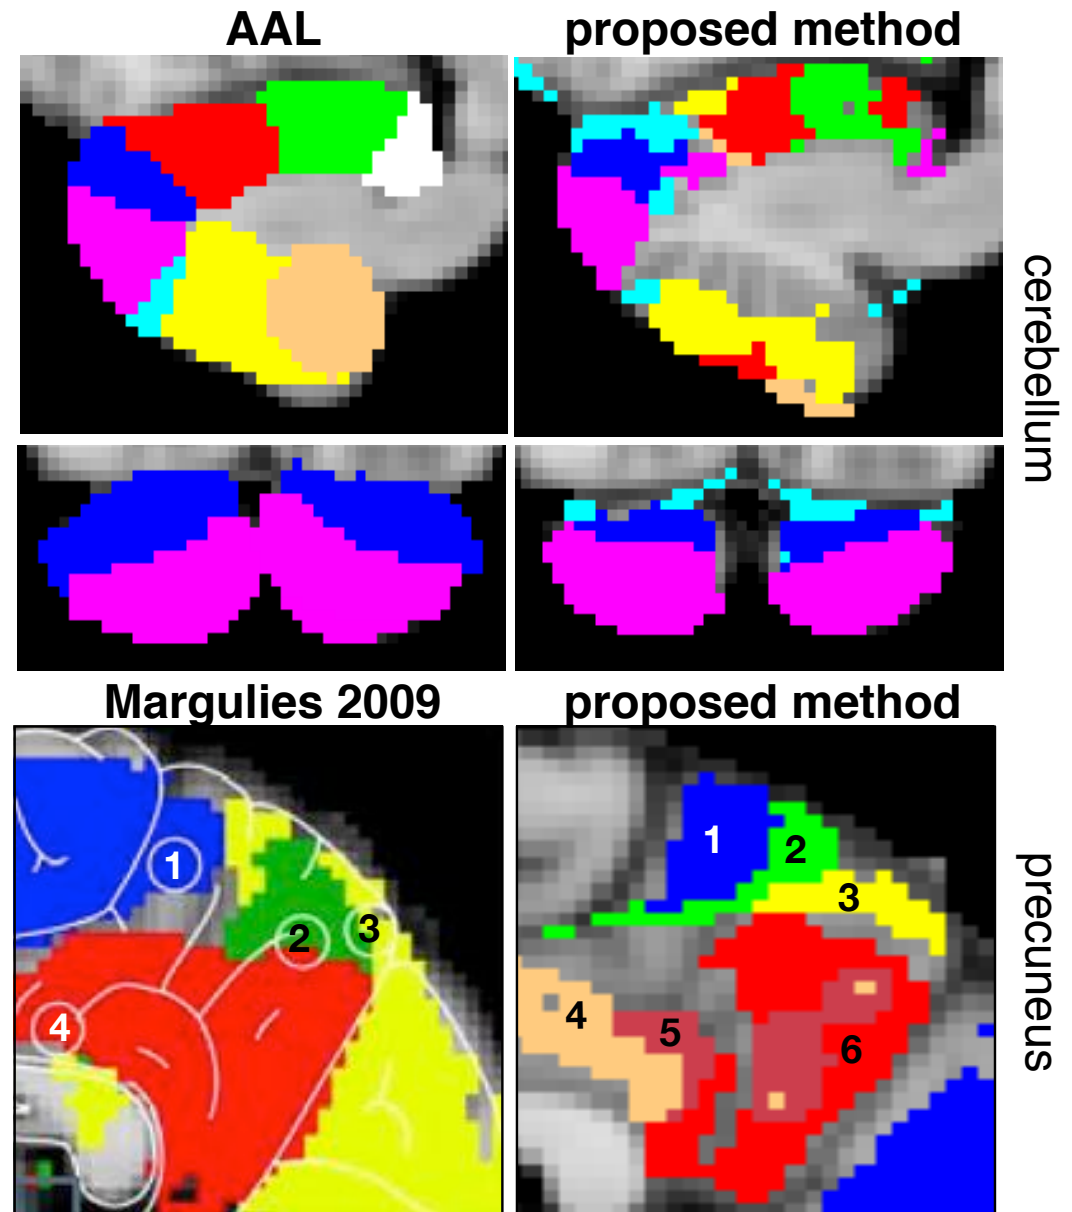 AAL
proposed method
cerebellum
Margulies 2009
proposed method
1
2
3
4
1
2
3
4
5
6
precuneus